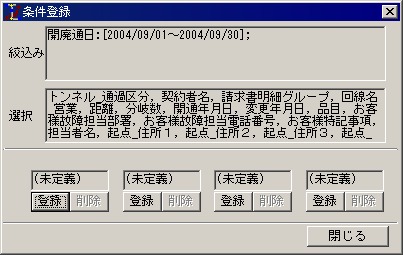 条件登録
絞込み
開廃通日:[2004/09/01～2004/09/30];
選択
トンネル_通過区分, 契約者名, 請求書明細グループ, 回線名
, 営業, 距離, 分岐数, 開通年月日, 変更年月日, 品目, お客
様故障担当部署, お客様故障担当電話番号, お客様特記事項,
担当者名, 起点_住所１, 起点_住所２, 起点_住所３, 起点_
(未定義) (未定義) (未定義) (未定義)
登録 削除 登録 削除 登録 削除 登録 削除
閉じる